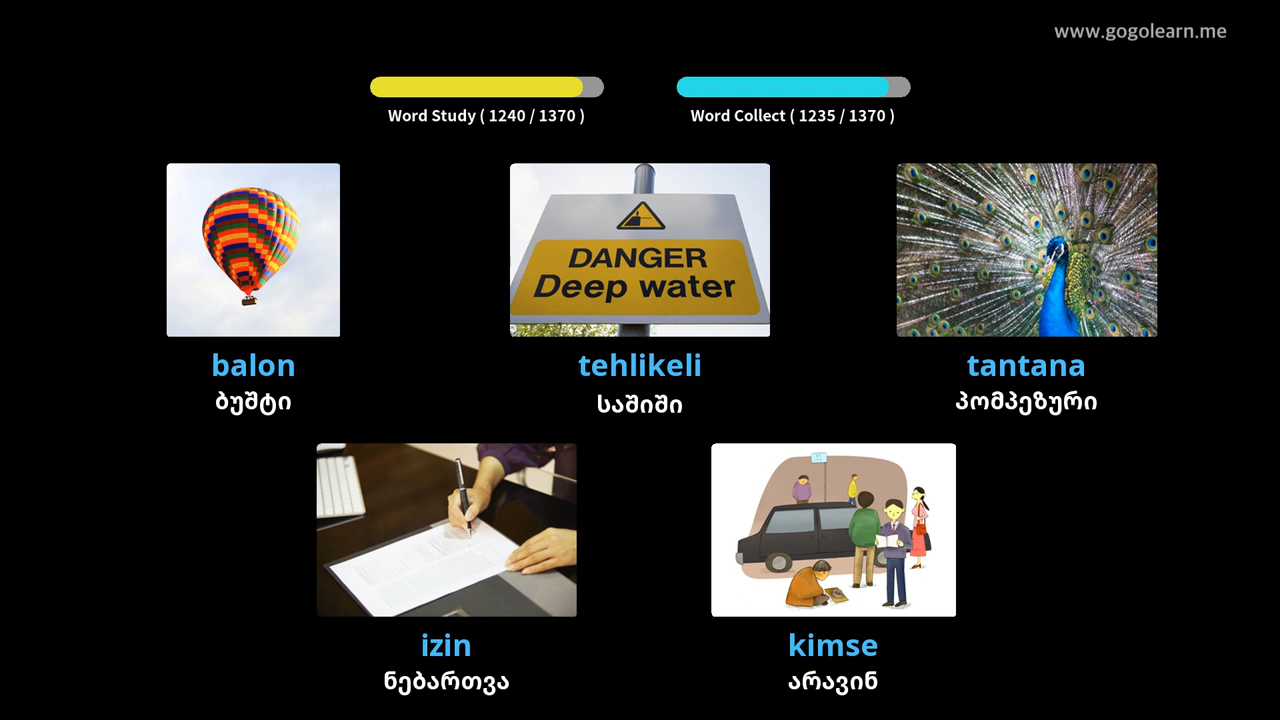 www.gogolearn.me
Word Study ( 1240 / 1370 )
Word Collect ( 1235 / 1370 )
DANGER
Deep water
balon
ბუშტი
tehlikeli
საშიში
tantana
პომპეზური
izin
ნებართვა
kimse
არავინ